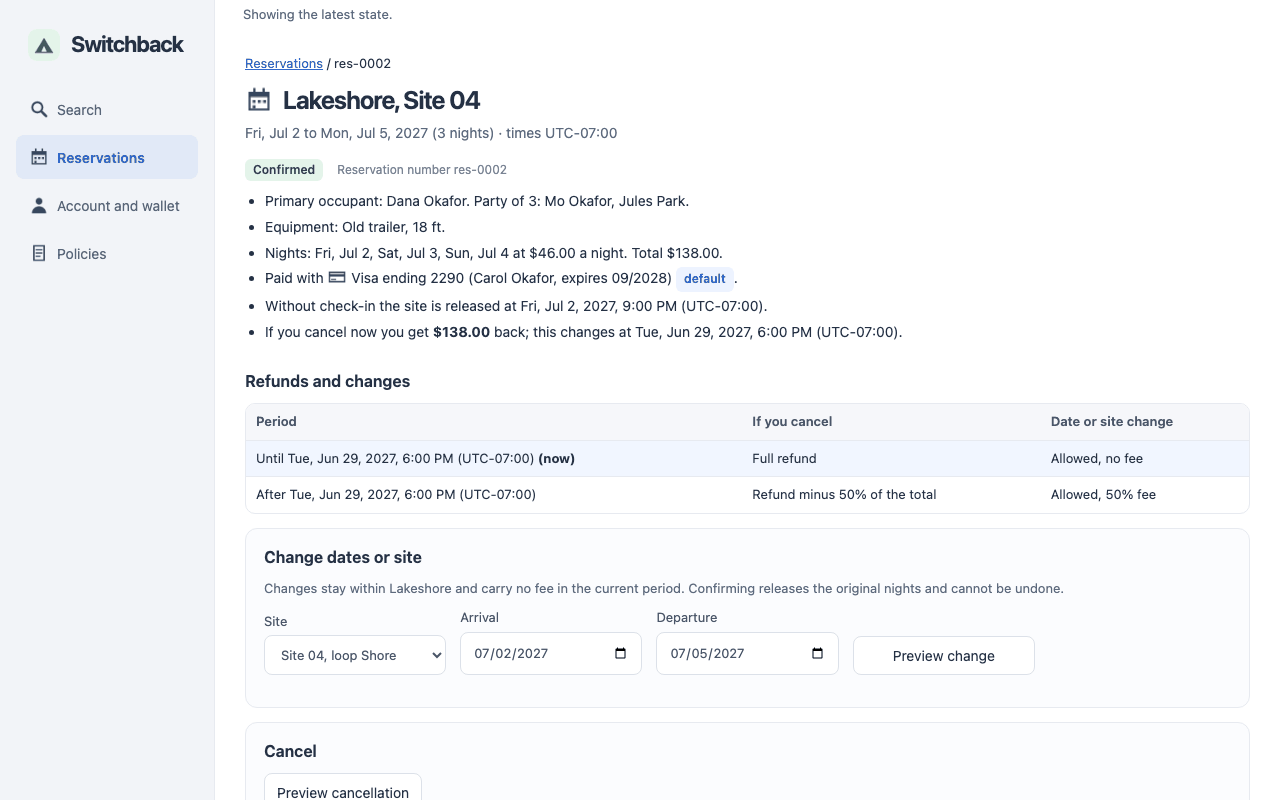 Switchback
Search
Reservations
Account and wallet
Policies
Showing the latest state.
Reservations / res-0002
Lakeshore, Site 04
Fri, Jul 2 to Mon, Jul 5, 2027 (3 nights) · times UTC-07:00
Confirmed Reservation number res-0002
• Primary occupant: Dana Okafor. Party of 3: Mo Okafor, Jules Park.
• Equipment: Old trailer, 18 ft.
• Nights: Fri, Jul 2, Sat, Jul 3, Sun, Jul 4 at $46.00 a night. Total $138.00.
• Paid with Visa ending 2290 (Carol Okafor, expires 09/2028) default .
• Without check-in the site is released at Fri, Jul 2, 2027, 9:00 PM (UTC-07:00).
• If you cancel now you get $138.00 back; this changes at Tue, Jun 29, 2027, 6:00 PM (UTC-07:00).
Refunds and changes
Period If you cancel Date or site change
Until Tue, Jun 29, 2027, 6:00 PM (UTC-07:00) (now) Full refund Allowed, no fee
After Tue, Jun 29, 2027, 6:00 PM (UTC-07:00) Refund minus 50% of the total Allowed, 50% fee
Change dates or site
Changes stay within Lakeshore and carry no fee in the current period. Confirming releases the original nights and cannot be undone.
Site Arrival Departure
Site 04, loop Shore 07/02/2027 07/05/2027 Preview change
Cancel
Preview cancellation